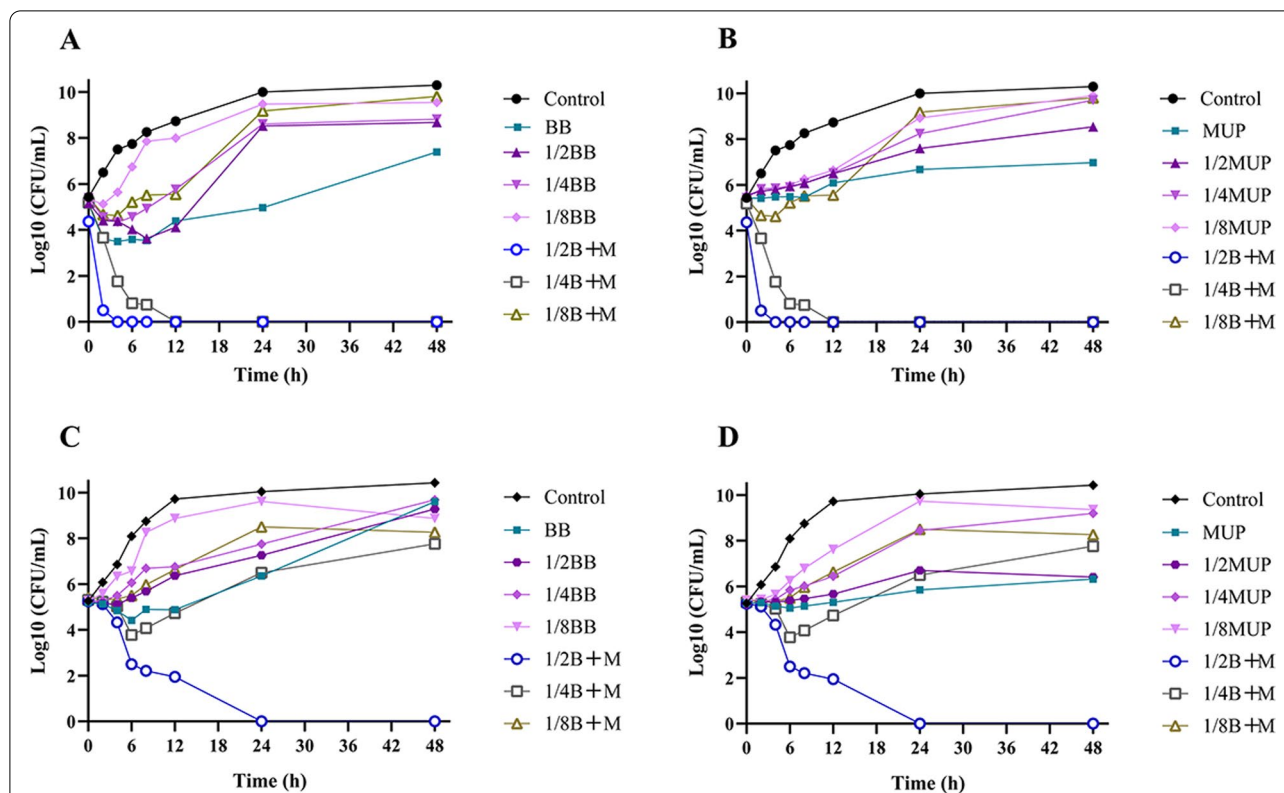 A
Log10 (CFU/mL)
10
8
6
4
2
0
0 6 12 18 24 30 36 42 48
Time (h)
Control
BB
1/2BB
1/4BB
1/8BB
1/2B+M
1/4B+M
1/8B+M
B
Log10 (CFU/mL)
10
8
6
4
2
0
0 6 12 18 24 30 36 42 48
Time (h)
Control
MUP
1/2MUP
1/4MUP
1/8MUP
1/2B+M
1/4B+M
1/8B+M
C
Log10 (CFU/mL)
10
8
6
4
2
0
0 6 12 18 24 30 36 42 48
Time (h)
Control
BB
1/2BB
1/4BB
1/8BB
1/2B+M
1/4B+M
1/8B+M
D
Log10 (CFU/mL)
10
8
6
4
2
0
0 6 12 18 24 30 36 42 48
Time (h)
Control
MUP
1/2MUP
1/4MUP
1/8MUP
1/2B+M
1/4B+M
1/8B+M